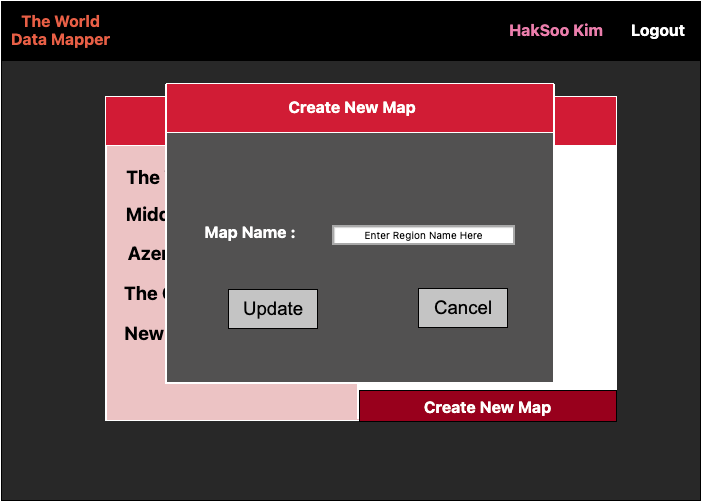 The World
Data Mapper
HakSoo Kim
Logout
Create New Map
The
Azer
The
New
Map Name :
Enter Region Name Here
Update
Cancel
Create New Map